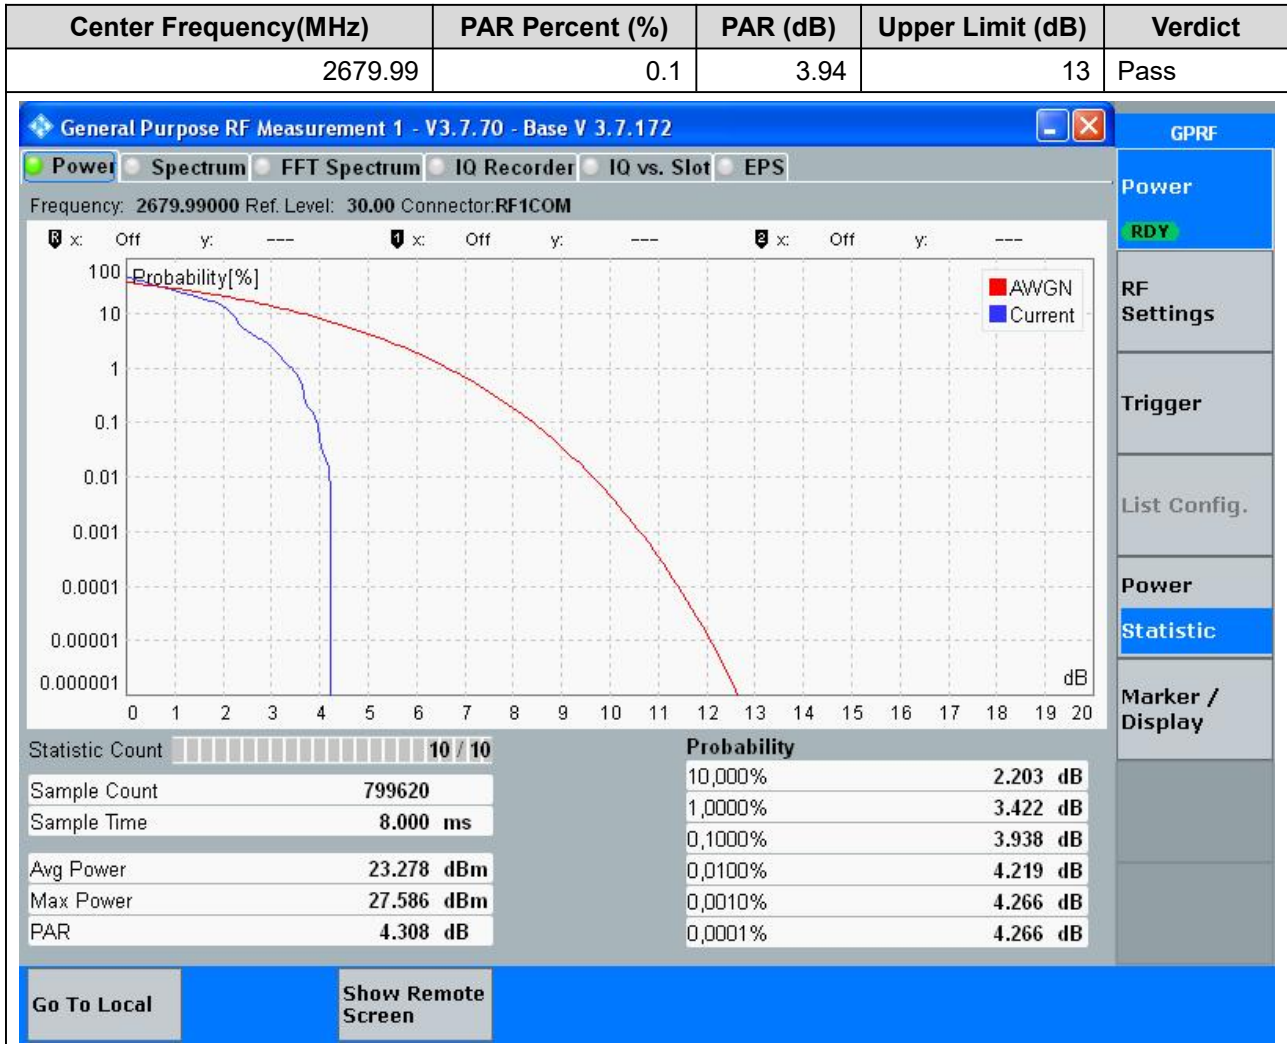 Center Frequency(MHz) PAR Percent (%) PAR (dB) Upper Limit (dB) Verdict
2679.99 0.1 3.94 13 Pass
General Purpose RF Measurement 1 - V3.7.70 - Base V 3.7.172
GPRF
Power Spectrum FFT Spectrum IQ Recorder IQ vs. Slot EPS
Frequency: 2679.99000 Ref. Level: 30.00 Connector:RF1COM
R x: Off y: --- 1 x: Off y: --- 2 x: Off y: ---
Probability[%]
AWGN
Current
100
10
1
0.1
0.01
0.001
0.0001
0.00001
0.000001
dB
0 1 2 3 4 5 6 7 8 9 10 11 12 13 14 15 16 17 18 19 20
Statistic Count 10 / 10
Sample Count 799620
Sample Time 8.000 ms
Avg Power 23.278 dBm
Max Power 27.586 dBm
PAR 4.308 dB
Probability
10,000% 2.203 dB
1,0000% 3.422 dB
0,1000% 3.938 dB
0,0100% 4.219 dB
0,0010% 4.266 dB
0,0001% 4.266 dB
Power
RDY
RF
Settings
Trigger
List Config.
Power
Statistic
Marker /
Display
Go To Local
Show Remote
Screen